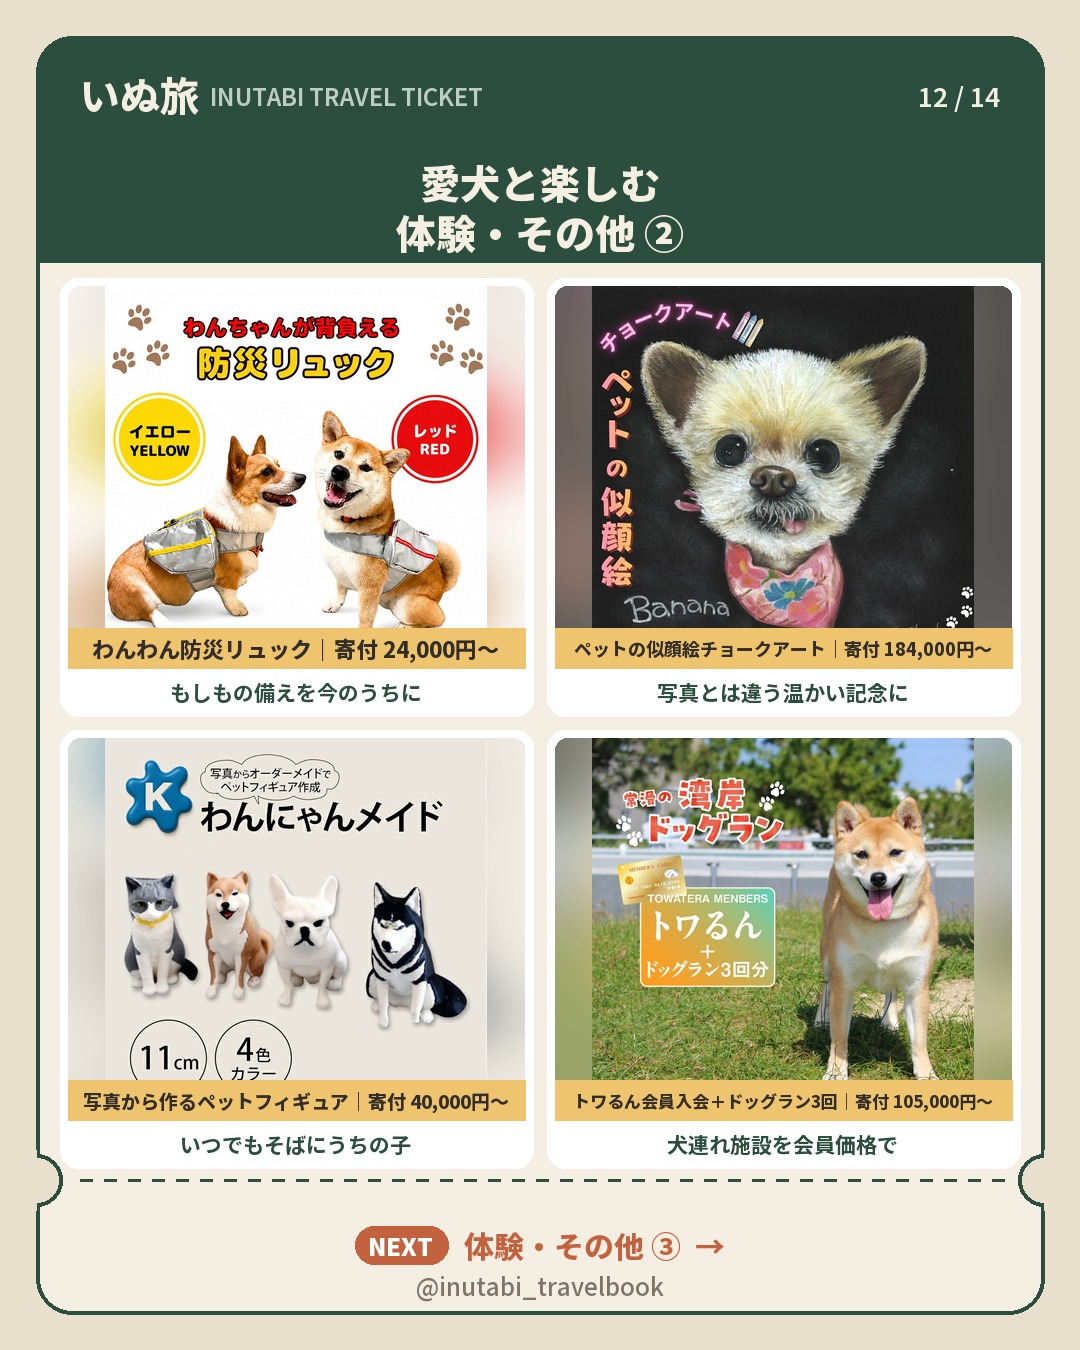 いぬ旅 INUTABI TRAVEL TICKET
12 / 14
愛犬と楽しむ
体験・その他 ②
わんちゃんが背負える
防災リュック
イエロー
YELLOW
レッド
RED
わんわん防災リュック｜寄付 24,000円〜
もしもの備えを今のうちに
チョークアート
ペットの似顔絵
Banana
ペットの似顔絵チョークアート｜寄付 184,000円〜
写真とは違う温かい記念に
K
写真からオーダーメイドで
ペットフィギュア作成
わんにゃんメイド
11cm
4色
カラー
写真から作るペットフィギュア｜寄付 40,000円〜
いつでもそばにうちの子
常滑の 湾岸
ドッグラン
MEMBER'S CARD
TOWATERA MENBERS
トワるん
+
ドッグラン3回分
トワるん会員入会＋ドッグラン3回｜寄付 105,000円〜
犬連れ施設を会員価格で
NEXT 体験・その他 ③ →
@inutabi_travelbook